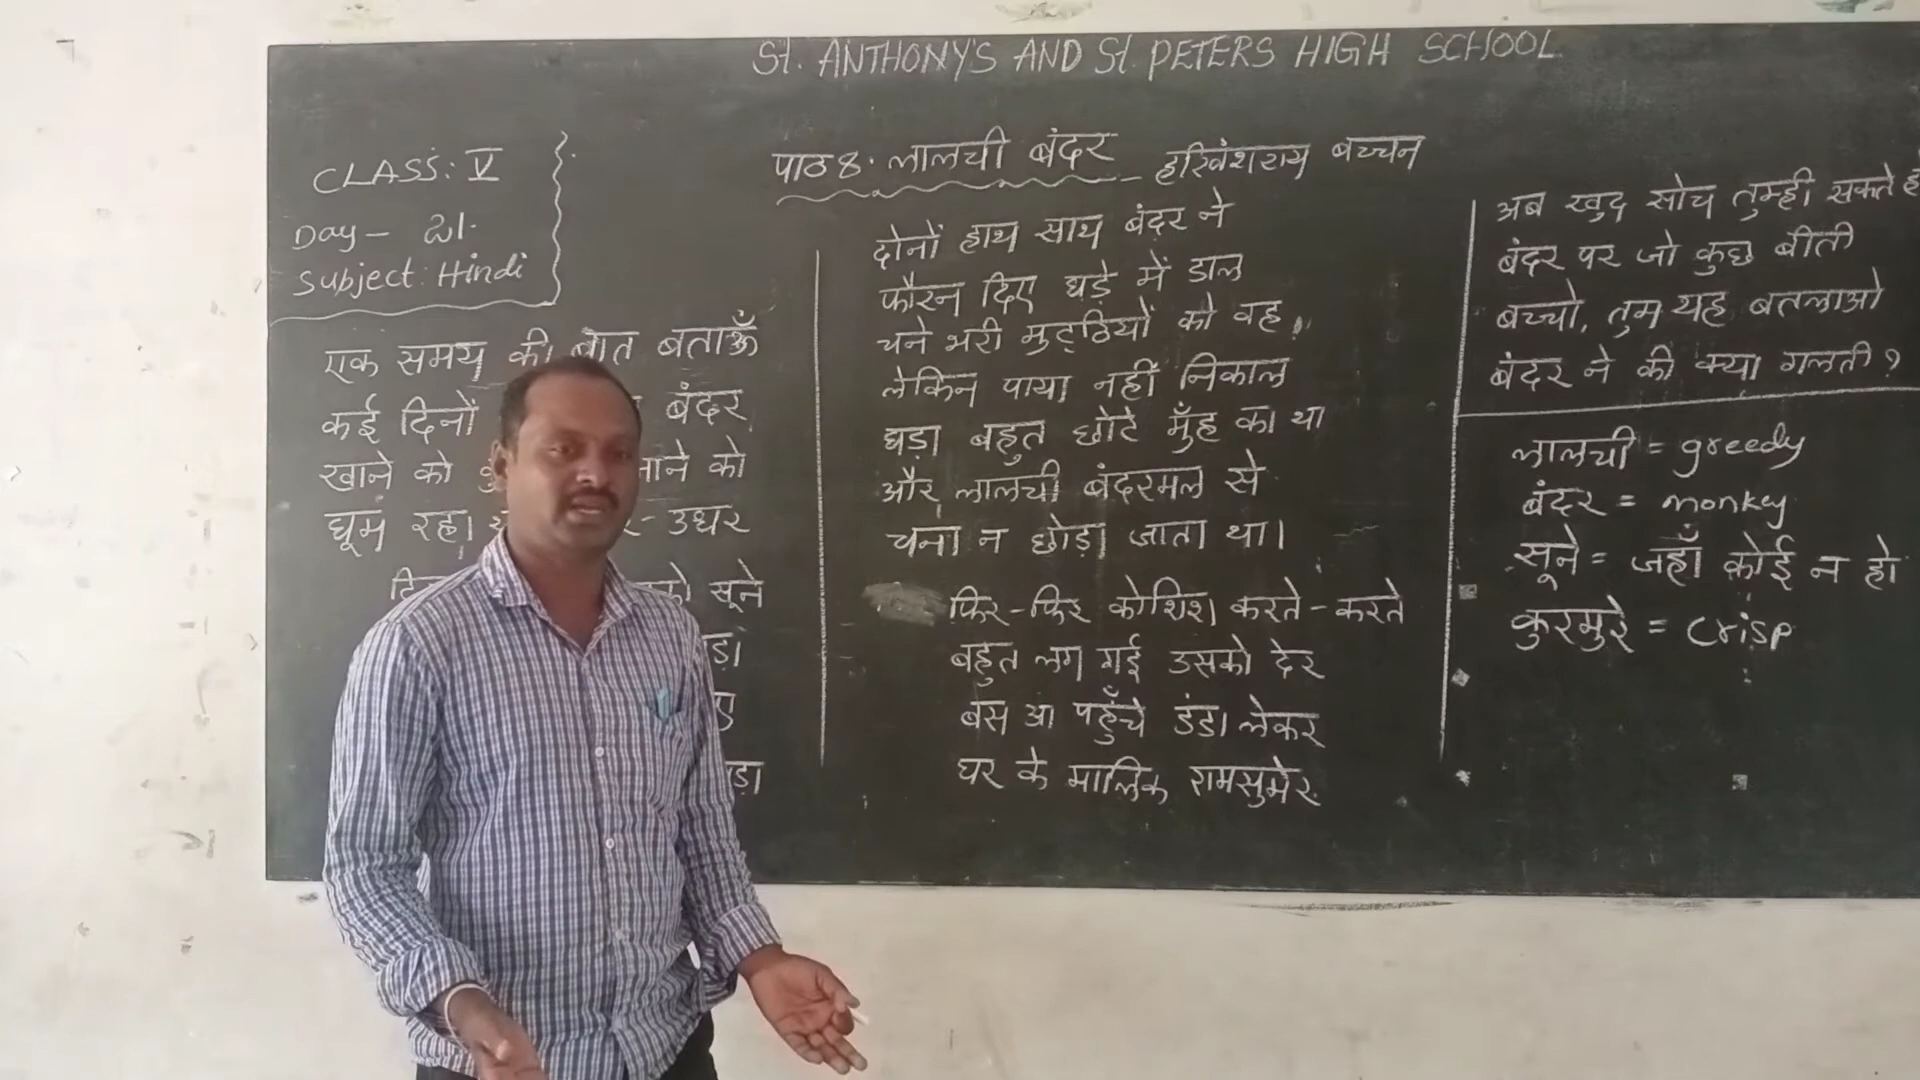 St. ANTHONY'S AND St. PETERS HIGH SCHOOL
CLASS: V
Day - 21.
Subject: Hindi
पाठ 8. लालची बंदर - हरिवंशराय बच्चन
एक समय की बात बताऊँ
कई दिनों बंदर
खाने को को
घूम रहा - उधर
सूने
दोनों हाथ साथ बंदर ने
फौरन दिए घड़े में डाल
चने भरी मुट्ठियों को वह,
लेकिन पाया नहीं निकाल
घड़ा बहुत छोटे मुँह का था
और लालची बंदरमल से
चना न छोड़ा जाता था।
फिर-फिर कोशिश करते-करते
बहुत लग गई उसको देर
बस आ पहुँचे डंडा लेकर
घर के मालिक रामसुमेर.
अब खुद सोच तुम्ही सकते
बंदर पर जो कुछ बीती
बच्चो, तुम यह बतलाओ
बंदर ने की क्या गलती?
लालची = greedy
बंदर = monkey
सूने = जहाँ कोई न हो
कुरमुरे = crisp